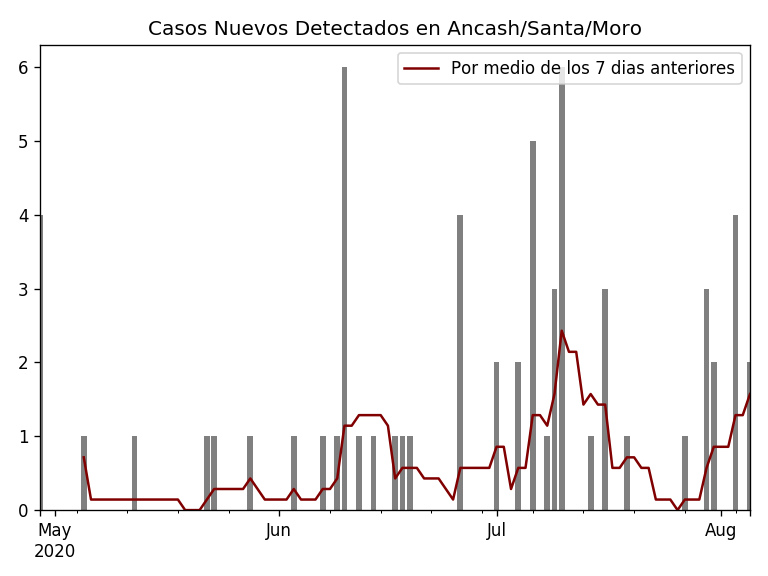 Casos Nuevos Detectados en Ancash/Santa/Moro
Por medio de los 7 dias anteriores
6
5
4
3
2
1
0
May
2020
Jun
Jul
Aug